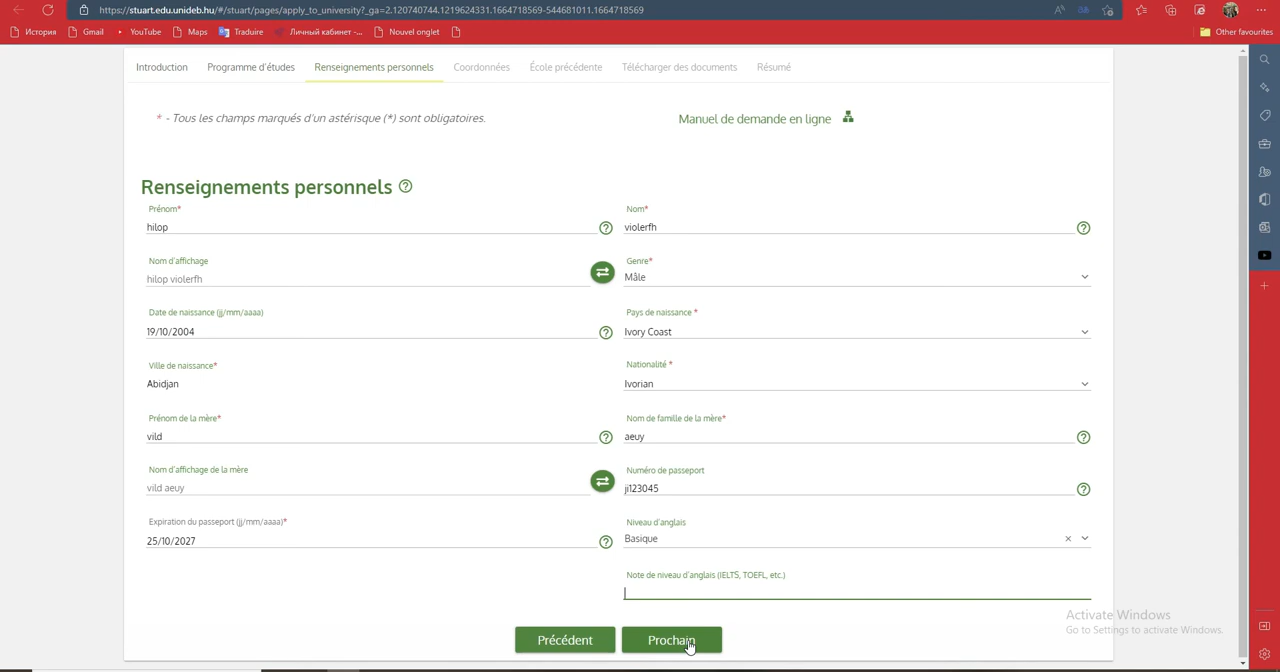 https://stuart.edu.unideb.hu/#/stuart/pages/apply_to_university?_ga=2.120740744.1219624331.1664718569-544681011.1664718569
История Gmail YouTube Maps Traduire Личный кабинет -... Nouvel onglet Other favourites
Introduction Programme d'études Renseignements personnels Coordonnées École précédente Télécharger des documents Résumé
* - Tous les champs marqués d'un astérisque (*) sont obligatoires. Manuel de demande en ligne
Renseignements personnels
Prénom* Nom*
hilop violerfh
Nom d'affichage Genre*
hilop violerfh Mâle
Date de naissance (jj/mm/aaaa) Pays de naissance *
19/10/2004 Ivory Coast
Ville de naissance* Nationalité *
Abidjan Ivorian
Prénom de la mère* Nom de famille de la mère*
vild aeuy
Nom d'affichage de la mère Numéro de passeport
vild aeuy ji123045
Expiration du passeport (jj/mm/aaaa)* Niveau d'anglais
25/10/2027 Basique
Note de niveau d'anglais (IELTS, TOEFL, etc.)
Précédent Prochain
Activate Windows
Go to Settings to activate Windows.